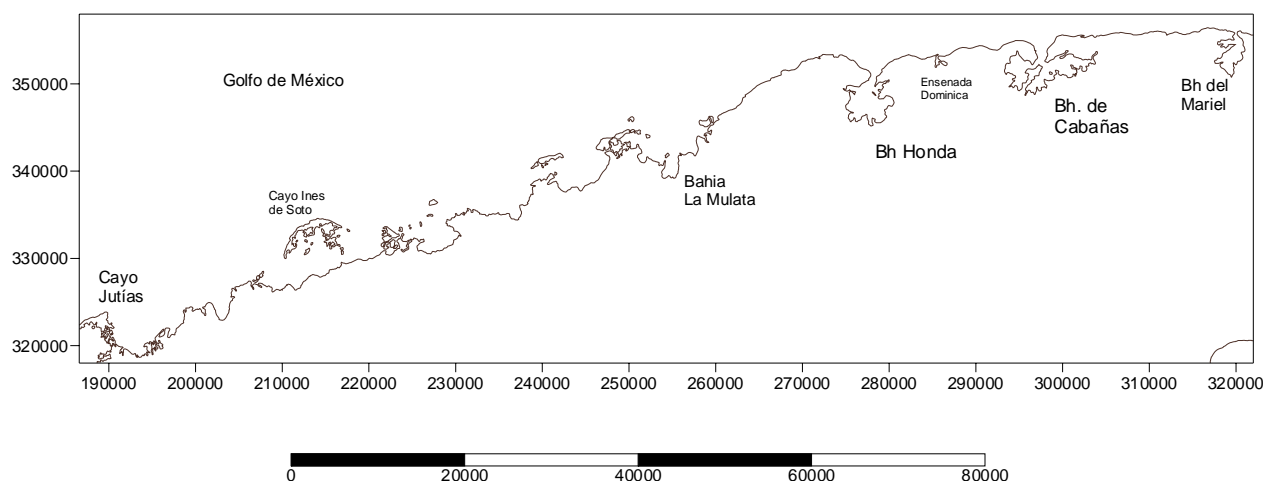 350000
340000
330000
320000
Golfo de México
Ensenada
Dominica
Bh del
Mariel
Bh. de
Cabañas
Bh Honda
Bahia
La Mulata
Cayo Ines
de Soto
Cayo
Jutías
190000 200000 210000 220000 230000 240000 250000 260000 270000 280000 290000 300000 310000 320000
0 20000 40000 60000 80000